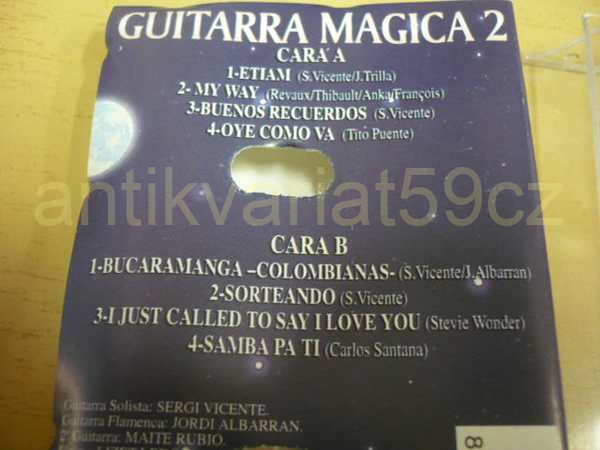 GUITARRA MAGICA 2
CARA A
1-ETIAM (S.Vicente/J.Trilla)
2- MY WAY (Revaux/Thibault/Anka/François)
3-BUENOS RECUERDOS (S.Vicente)
4-OYE COMO VA (Tito Puente)
antikvariat59cz
CARA B
1-BUCARAMANGA –COLOMBIANAS- (S.Vicente/J.Albarran)
2-SORTEANDO (S.Vicente)
3-I JUST CALLED TO SAY I LOVE YOU (Stevie Wonder)
4-SAMBA PA TI (Carlos Santana)
Guitarra Solista: SERGI VICENTE.
Guitarra Flamenca: JORDI ALBARRAN.
2ª Guitarra: MAITE RUBIO.
8